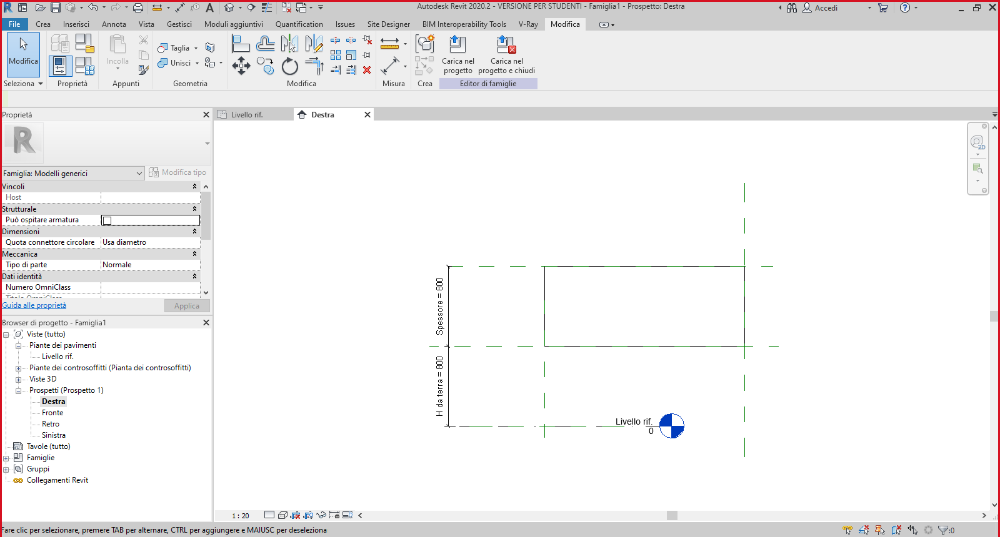 Autodesk Revit 2020.2 - VERSIONE PER STUDENTI - Famiglia1 - Prospetto: Destra
Accedi
File Crea Inserisci Annota Vista Gestisci Moduli aggiuntivi Quantification Issues Site Designer BIM Interoperability Tools V-Ray Modifica
Modifica
Incolla
Taglia
Unisci
Carica nel progetto
Carica nel progetto e chiudi
Seleziona Proprietà Appunti Geometria Modifica Misura Crea Editor di famiglie
Proprietà
Livello rif.
Destra
R
Famiglia: Modelli generici
Modifica tipo
Vincoli
Host
Strutturale
Può ospitare armatura
Dimensioni
Quota connettore circolare Usa diametro
Meccanica
Tipo di parte Normale
Dati identità
Numero OmniClass
Titolo OmniClass
Guida alle proprietà
Applica
Browser di progetto - Famiglia1
Viste (tutto)
Piante dei pavimenti
Livello rif.
Piante dei controsoffitti (Pianta dei controsoffitti)
Viste 3D
Prospetti (Prospetto 1)
Destra
Fronte
Retro
Sinistra
Tavole (tutto)
Famiglie
Gruppi
Collegamenti Revit
2D
Spessore = 800
H da terra = 800
Livello rif.
0
1 : 20
Fare clic per selezionare, premere TAB per alternare, CTRL per aggiungere e MAIUSC per deseleziona
:0